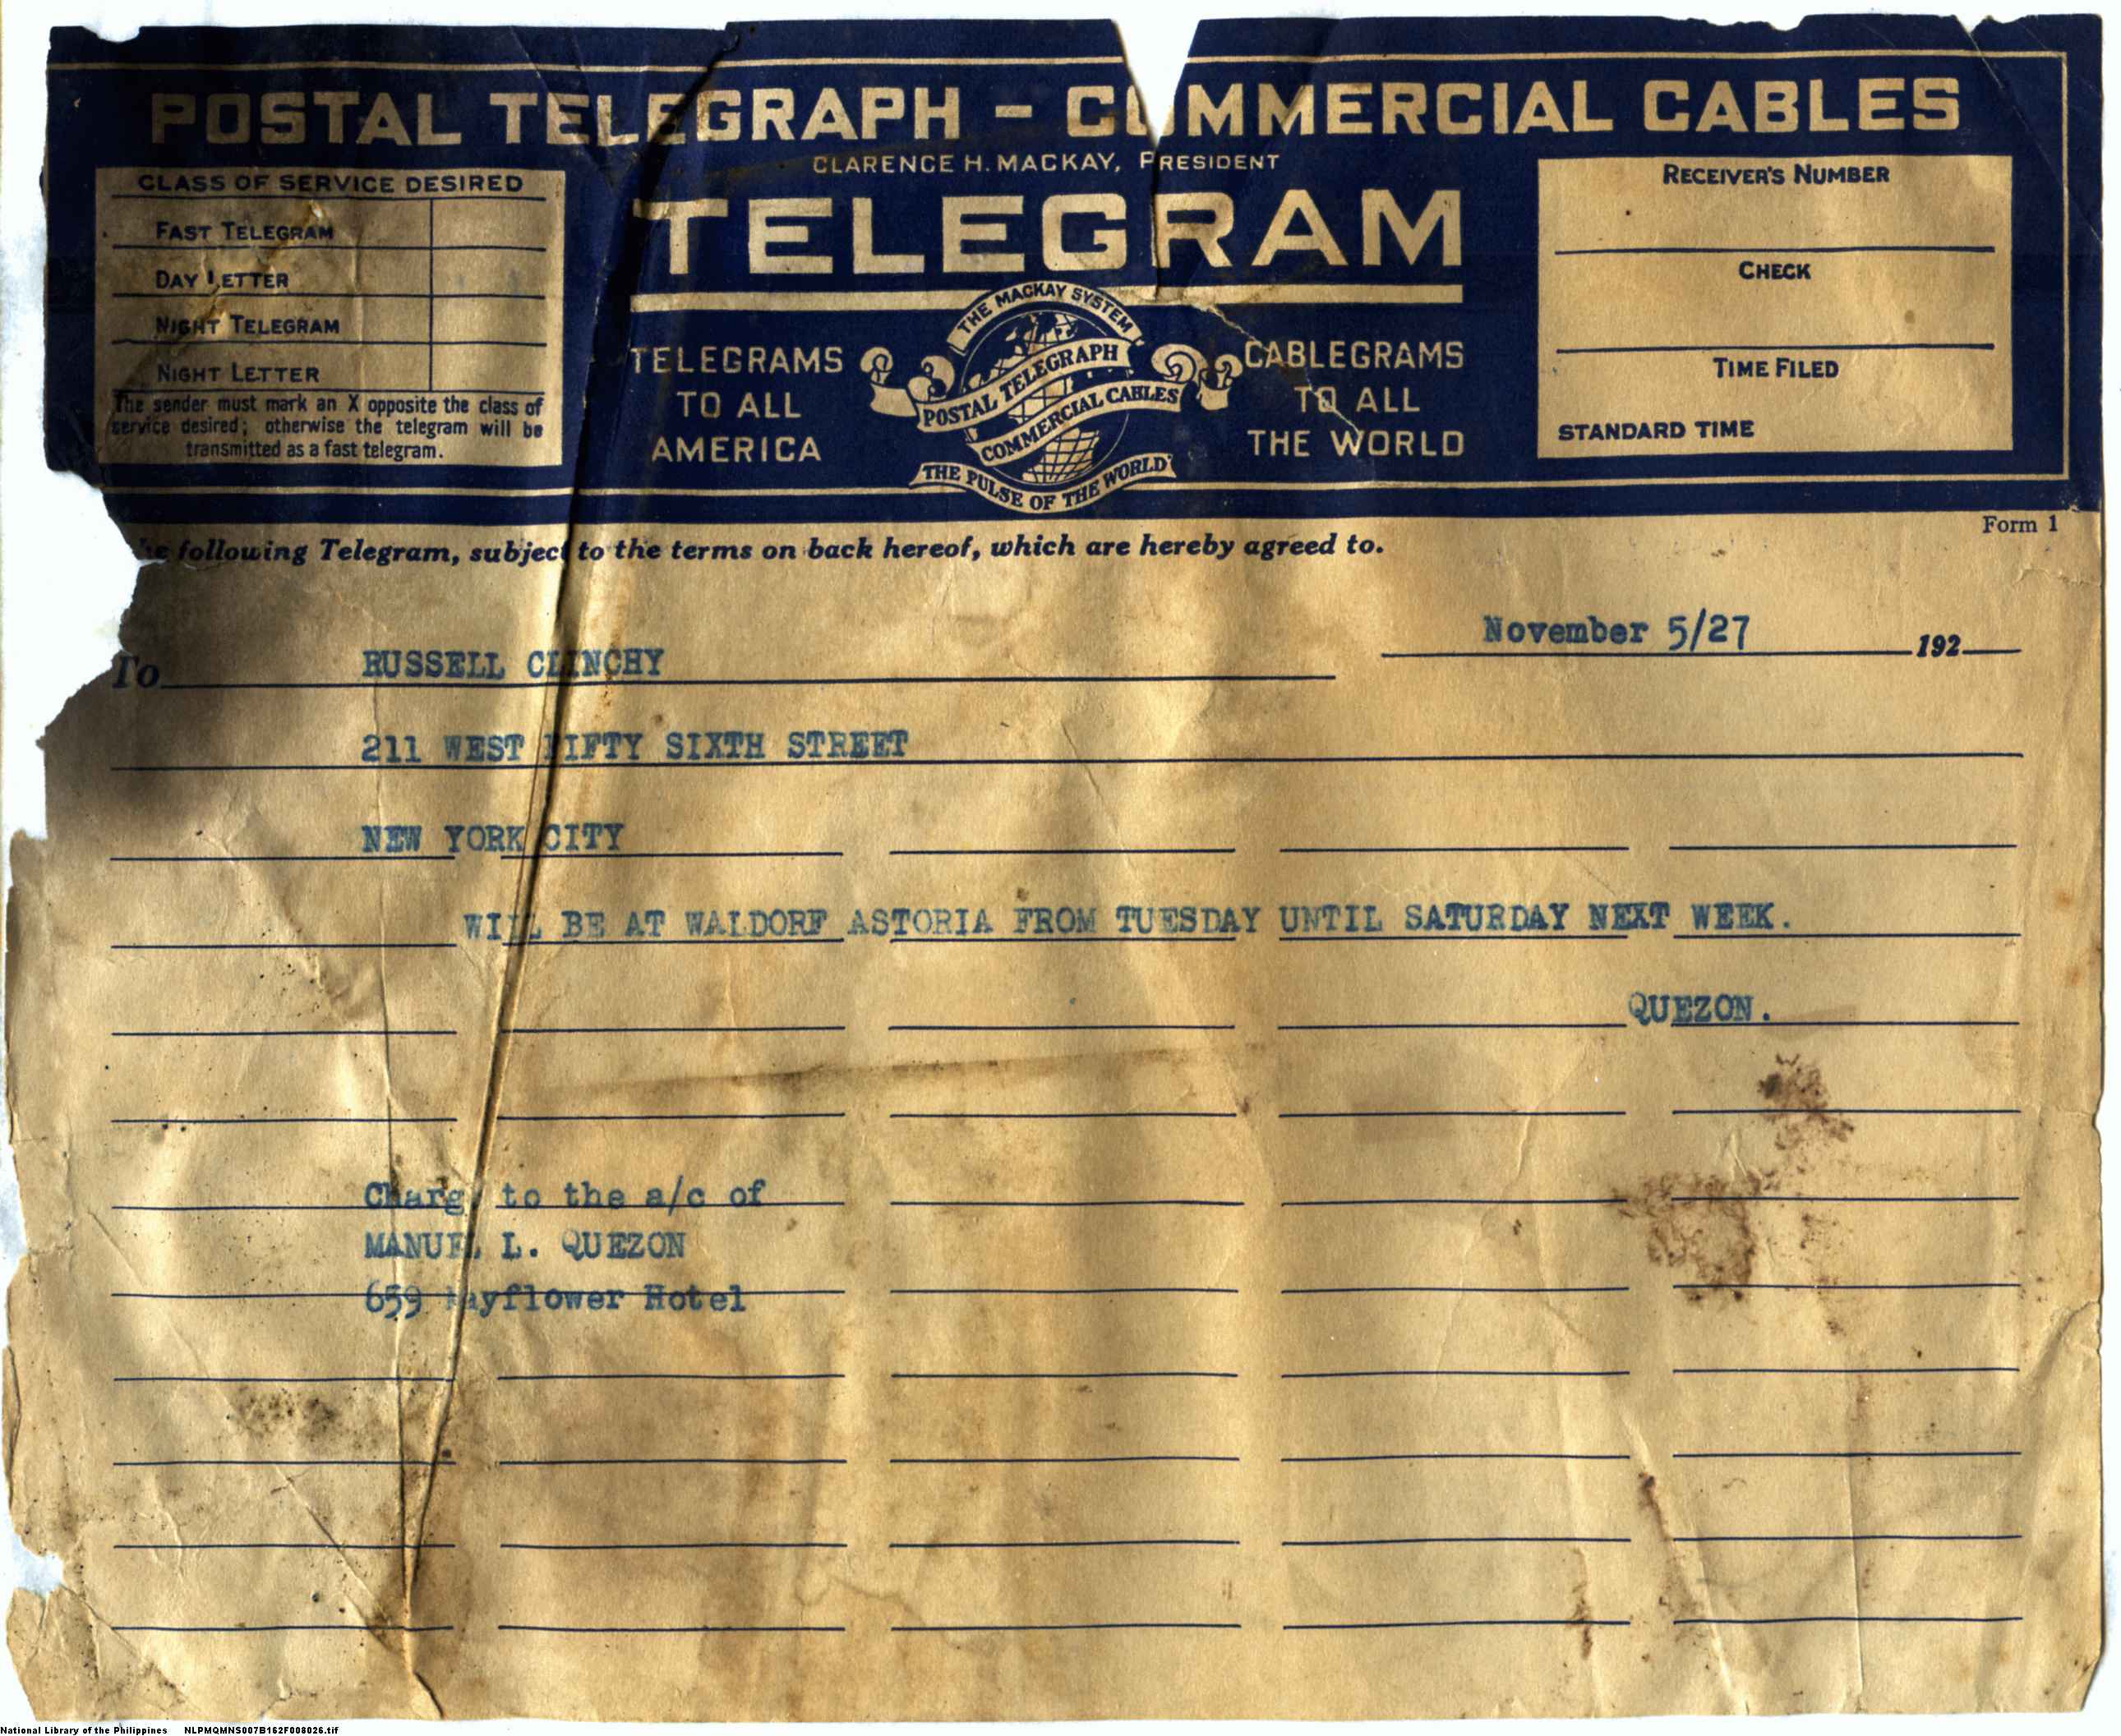 POSTAL TELEGRAPH - COMMERCIAL CABLES
CLARENCE H. MACKAY, PRESIDENT
TELEGRAM
CLASS OF SERVICE DESIRED
FAST TELEGRAM
DAY LETTER
NIGHT TELEGRAM
NIGHT LETTER
The sender must mark an X opposite the class of
service desired; otherwise the telegram will be
transmitted as a fast telegram.
TELEGRAMS
TO ALL
AMERICA
THE MACKAY SYSTEM
POSTAL TELEGRAPH
COMMERCIAL CABLES
THE PULSE OF THE WORLD
CABLEGRAMS
TO ALL
THE WORLD
RECEIVER'S NUMBER
CHECK
TIME FILED
STANDARD TIME
Form 1
following Telegram, subject to the terms on back hereof, which are hereby agreed to.
November 5/27 192
To RUSSELL CLINCHY
211 WEST FIFTY SIXTH STREET
NEW YORK CITY
WILL BE AT WALDORF ASTORIA FROM TUESDAY UNTIL SATURDAY NEXT WEEK.
QUEZON.
Charge to the a/c of
MANUEL L. QUEZON
659 Mayflower Hotel
National Library of the Philippines NLPMQMNS007B162F008026.tif